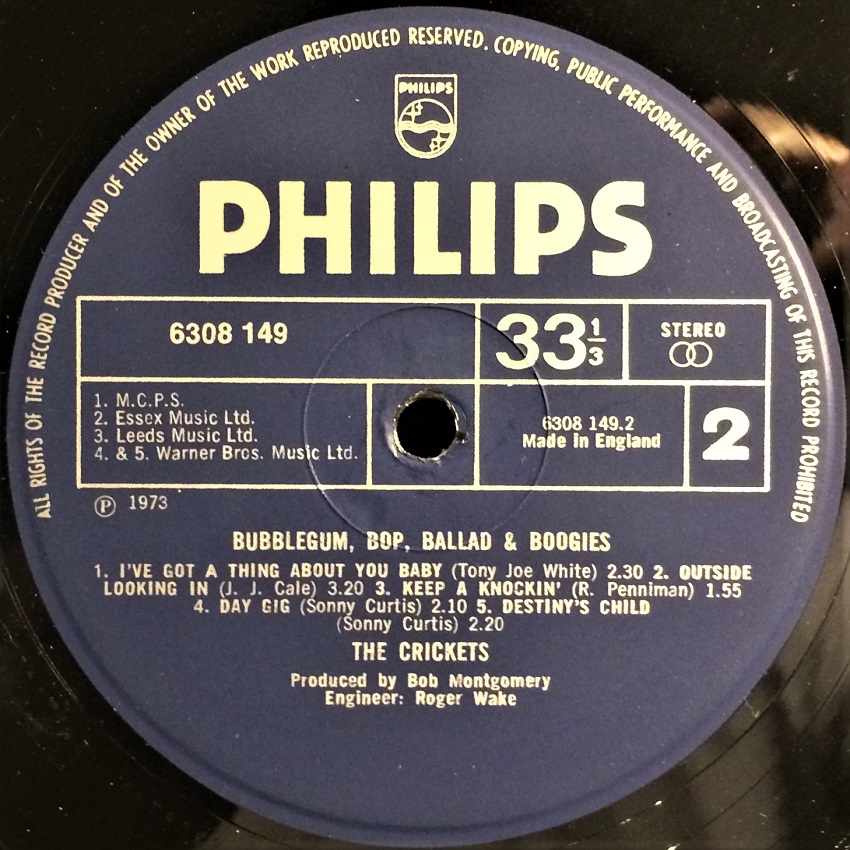 ALL RIGHTS OF THE RECORD PRODUCER AND OF THE OWNER OF THE WORK REPRODUCED RESERVED. COPYING, PUBLIC PERFORMANCE AND BROADCASTING OF THIS RECORD PROHIBITED
PHILIPS
PHILIPS
6308 149
33 1/3
STEREO
1. M.C.P.S.
2. Essex Music Ltd.
3. Leeds Music Ltd.
4. & 5. Warner Bros. Music Ltd.
6308 149.2
Made in England
2
Ⓟ 1973
BUBBLEGUM, BOP, BALLAD & BOOGIES
1. I'VE GOT A THING ABOUT YOU BABY (Tony Joe White) 2.30 2. OUTSIDE
LOOKING IN (J. J. Cale) 3.20 3. KEEP A KNOCKIN' (R. Penniman) 1.55
4. DAY GIG (Sonny Curtis) 2.10 5. DESTINY'S CHILD
(Sonny Curtis) 2.20
THE CRICKETS
Produced by Bob Montgomery
Engineer: Roger Wake